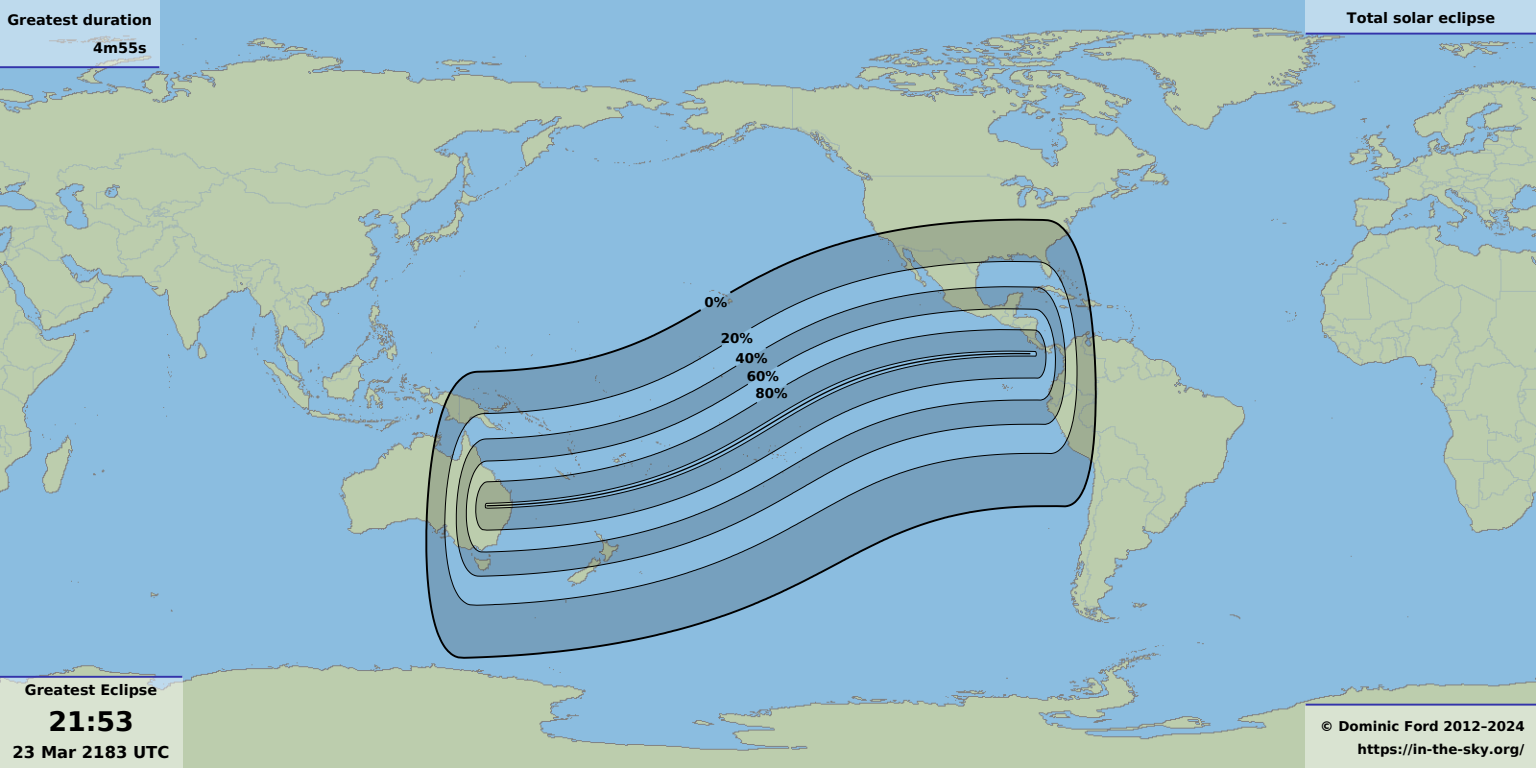 Greatest duration
4m55s
Total solar eclipse
0%
20%
40%
60%
80%
Greatest Eclipse
21:53
23 Mar 2183 UTC
© Dominic Ford 2012–2024
https://in-the-sky.org/